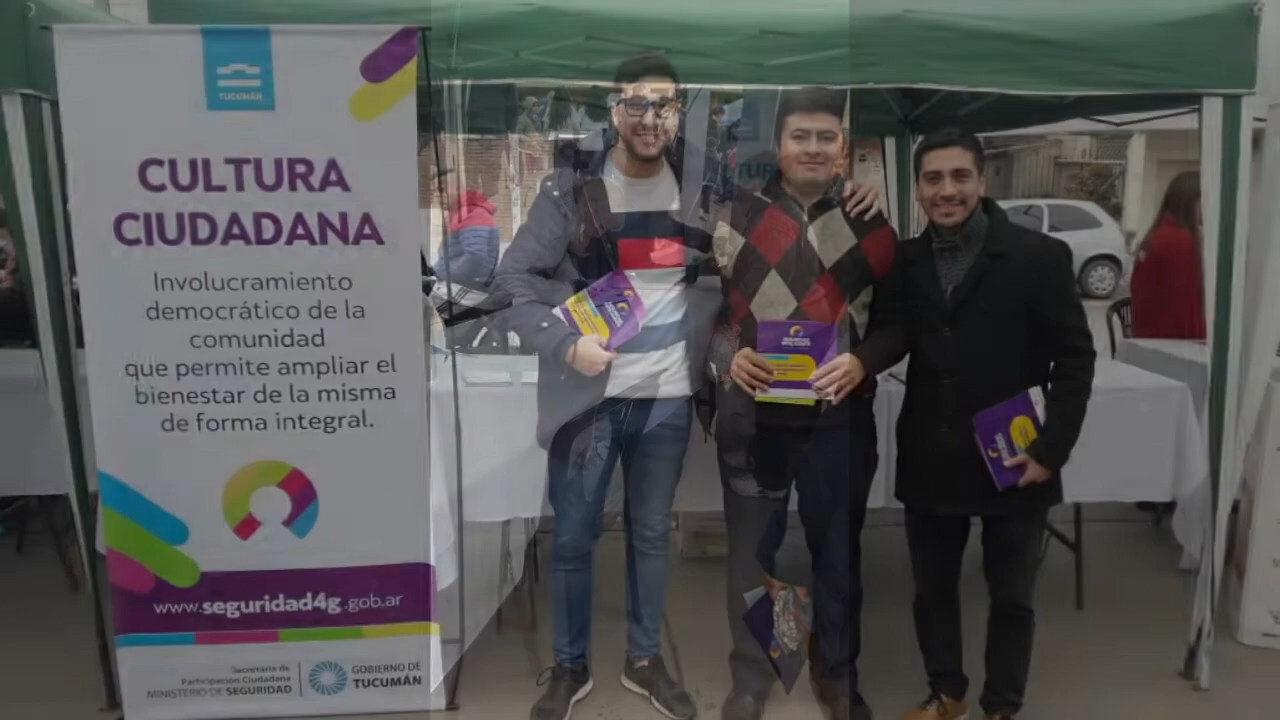 TUCUMÁN
CULTURA
CIUDADANA
Involucramiento
democrático de la
comunidad
que permite ampliar el
bienestar de la misma
de forma integral.
www.seguridad4g.gob.ar
Secretaría de
Participación Ciudadana
MINISTERIO DE SEGURIDAD
GOBIERNO DE
TUCUMÁN